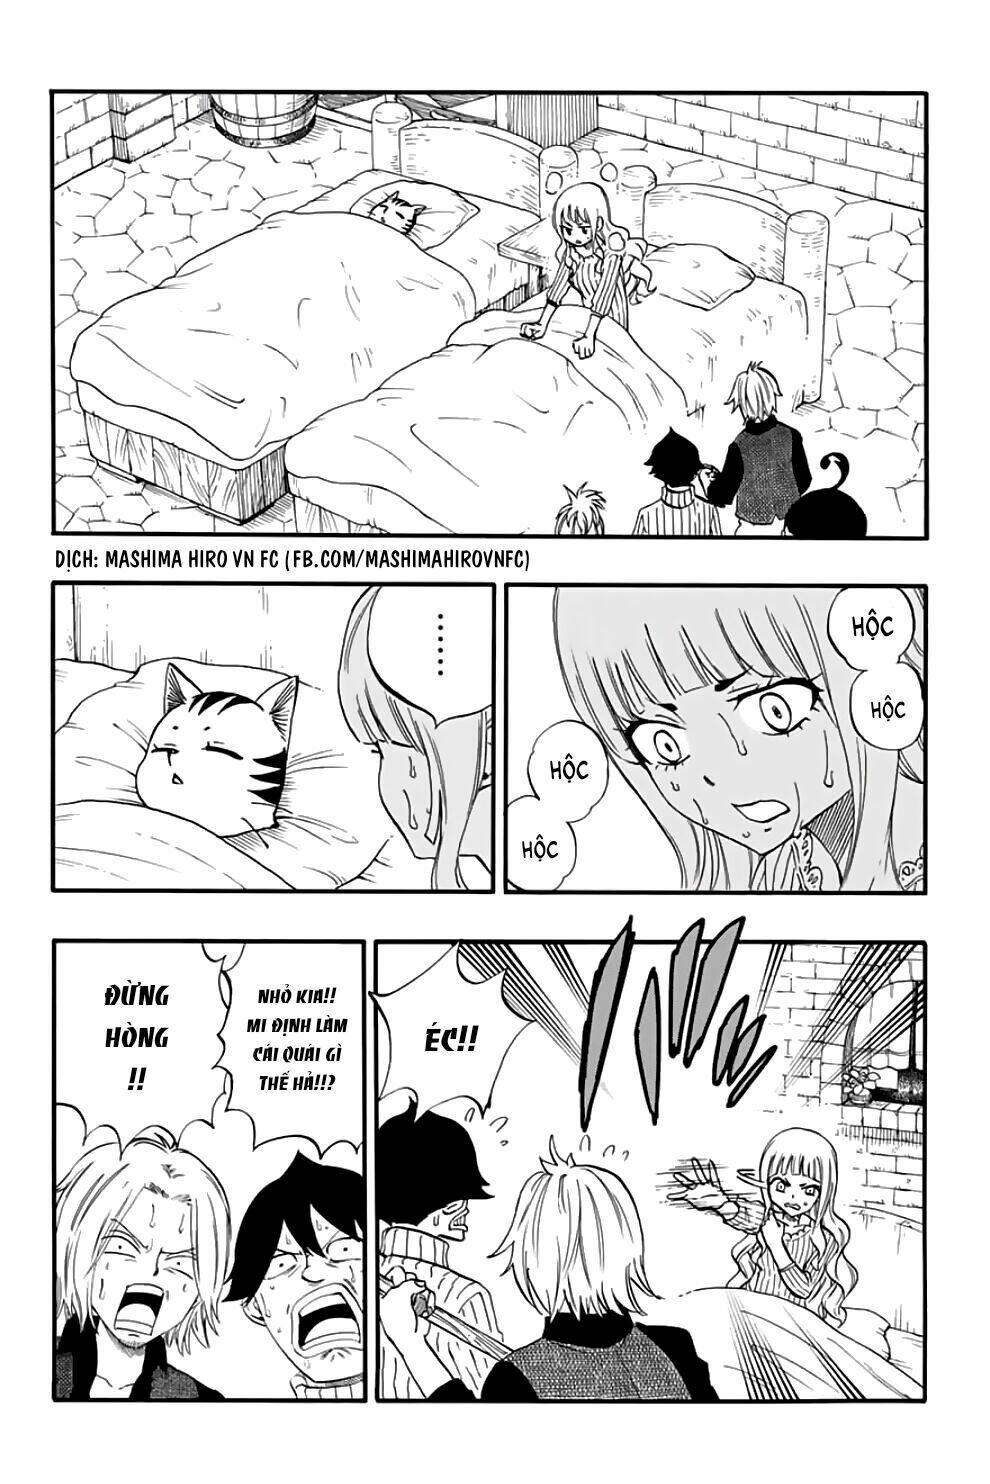 DỊCH: MASHIMA HIRO VN FC (FB.COM/MASHIMAHIROVNFC)
......
HỘC
HỘC
HỘC
HỘC
ĐỪNG
HÒNG
!!
NHỎ KIA!!
MI ĐỊNH LÀM
CÁI QUÁI GÌ
THẾ HẢ!!?
ÉC!!